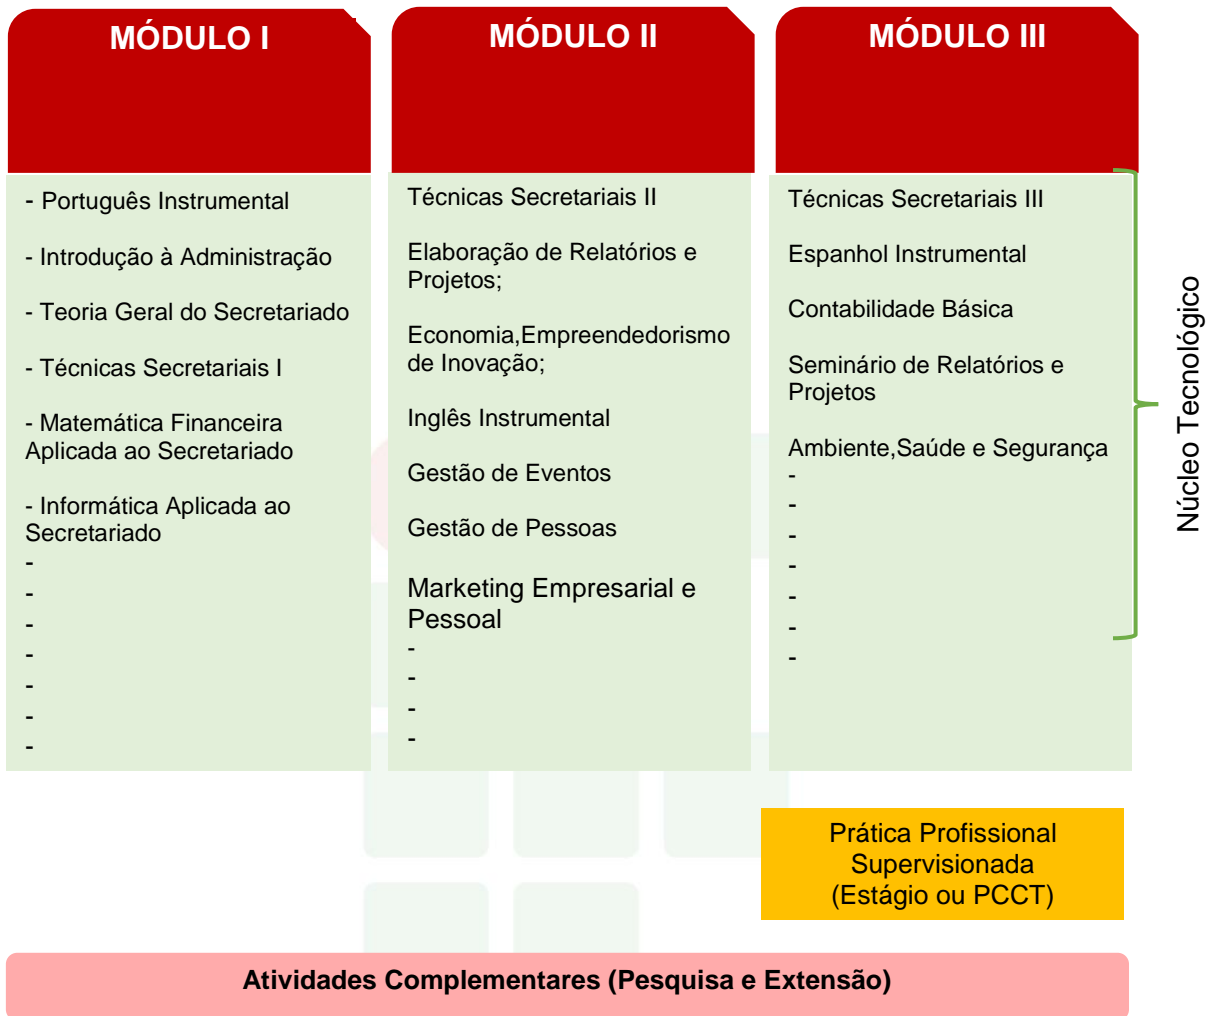 MÓDULO I
- Português Instrumental
- Introdução à Administração
- Teoria Geral do Secretariado
- Técnicas Secretariais I
- Matemática Financeira
Aplicada ao Secretariado
- Informática Aplicada ao
Secretariado
-
-
-
-
-
-
-
MÓDULO II
Técnicas Secretariais II
Elaboração de Relatórios e
Projetos;
Economia,Empreendedorismo
de Inovação;
Inglês Instrumental
Gestão de Eventos
Gestão de Pessoas
Marketing Empresarial e
Pessoal
-
-
-
-
MÓDULO III
Técnicas Secretariais III
Espanhol Instrumental
Contabilidade Básica
Seminário de Relatórios e
Projetos
Ambiente,Saúde e Segurança
-
-
-
-
-
-
-
Núcleo Tecnológico
Prática Profissional
Supervisionada
(Estágio ou PCCT)
Atividades Complementares (Pesquisa e Extensão)